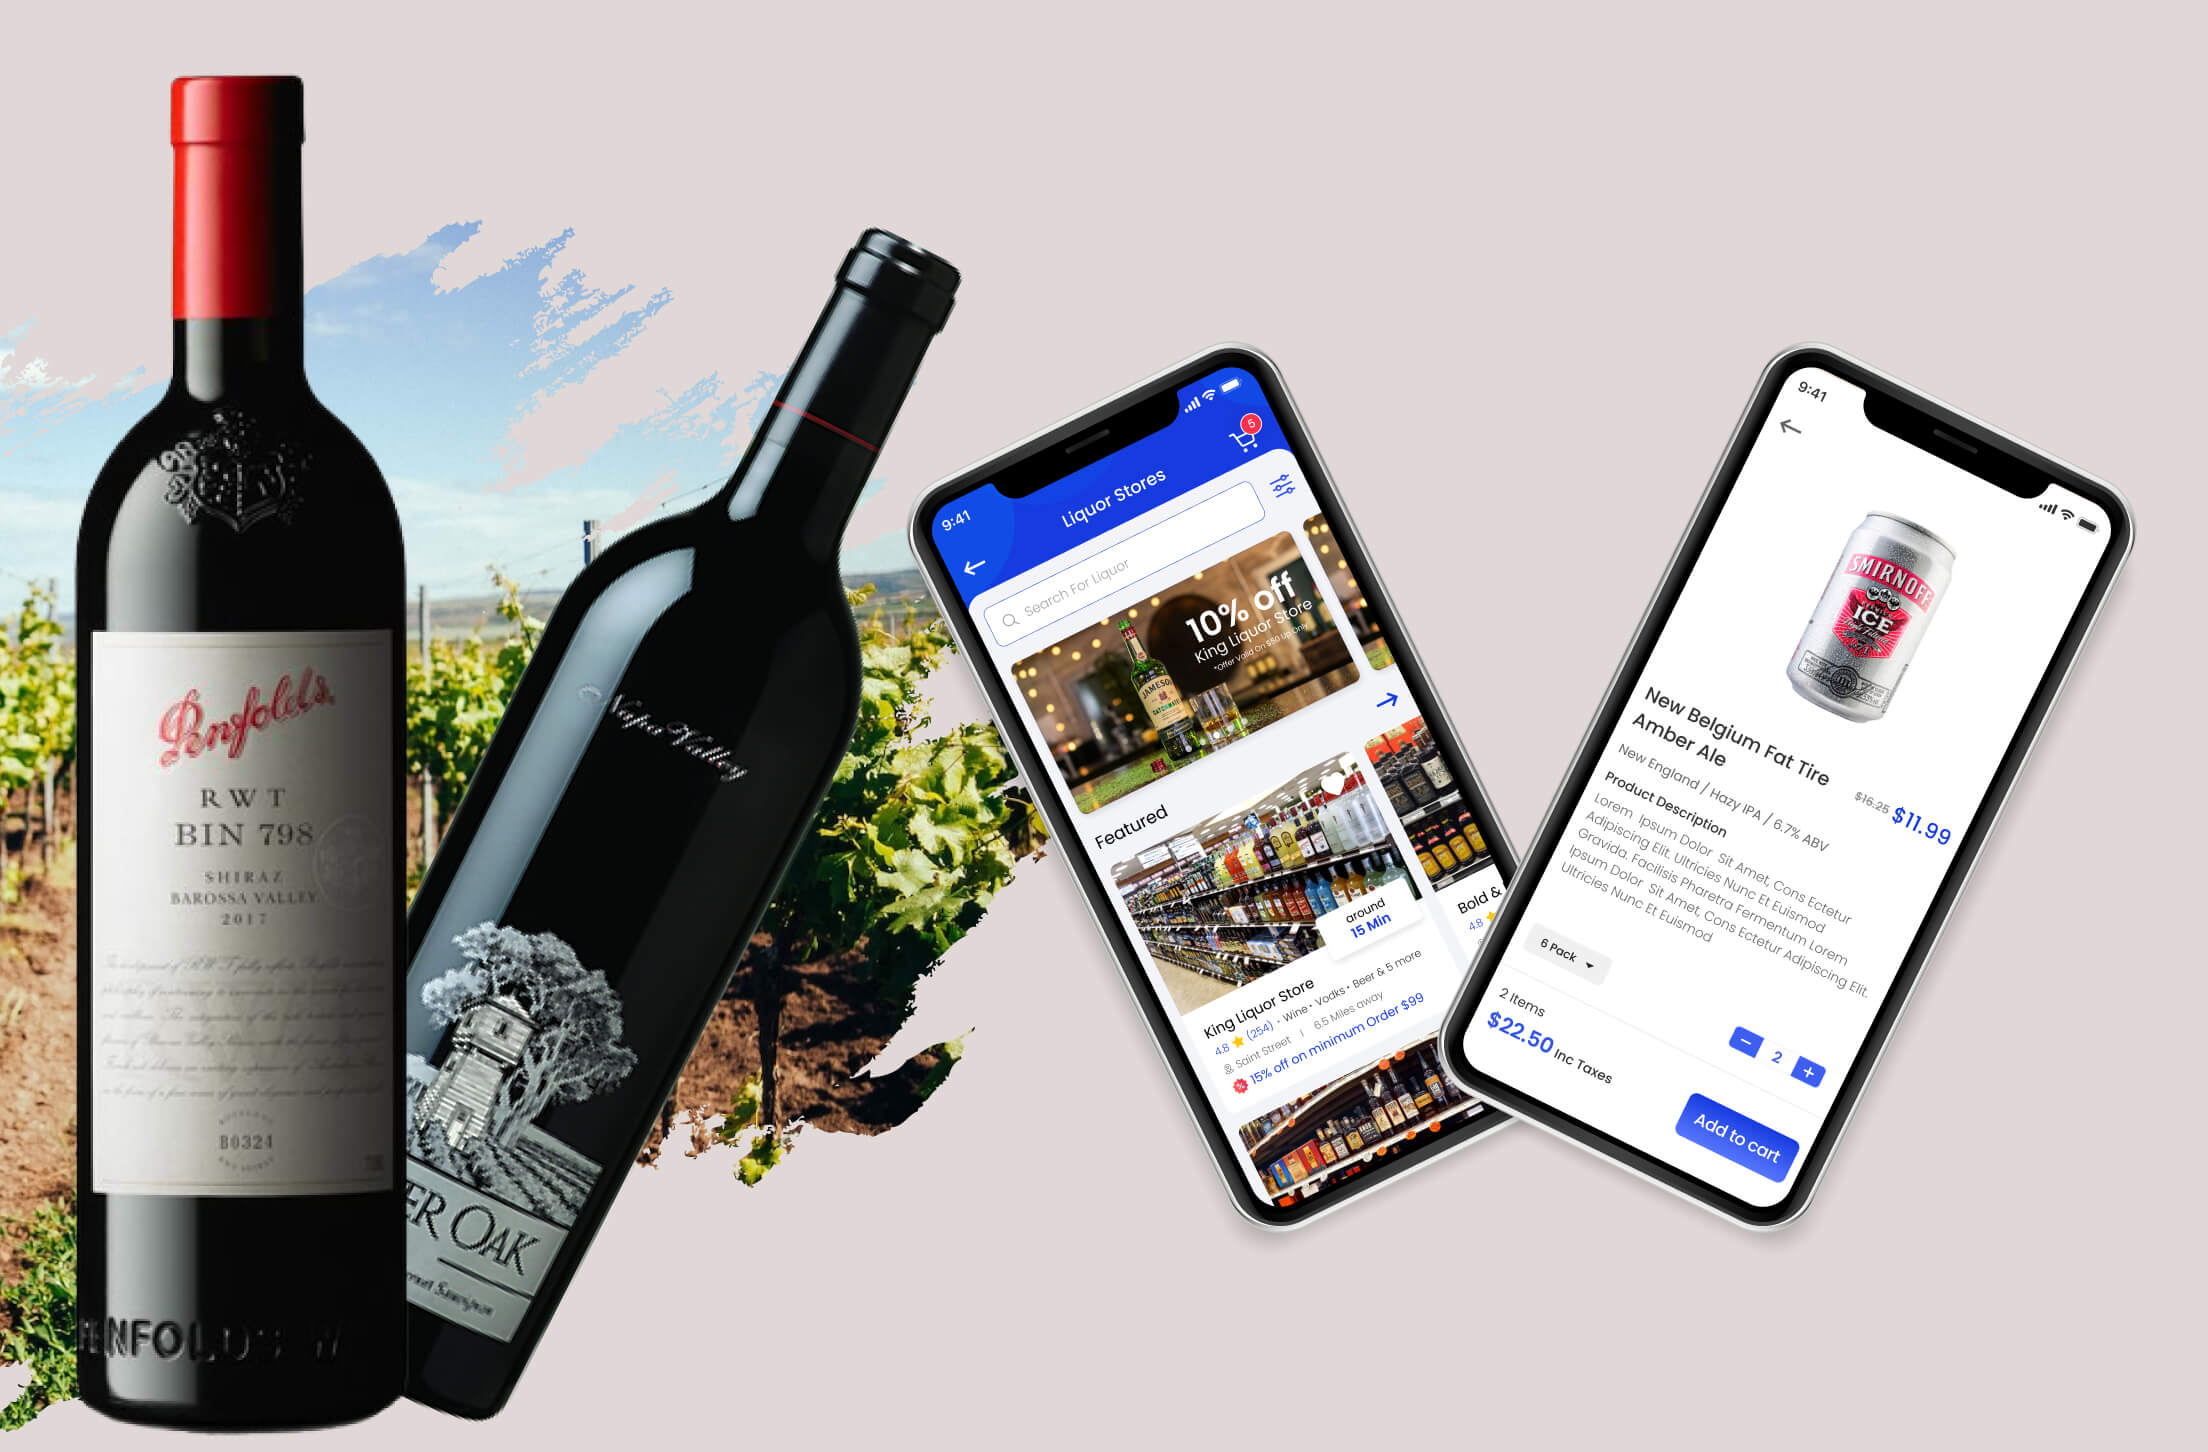 Penfolds
RWT
BIN 798
SHIRAZ
BAROSSA VALLEY
2017
B0324
Napa Valley
ER OAK
Sauvignon
9:41
5
Liquor Stores
Search For Liquor
10% off
King Liquor Store
*Offer Valid On $50 up Only
JAMESON
Featured
around
15 Min
King Liquor Store
4.8 (254) • Wine • Vodks • Beer & 5 more
Saint Street | 6.5 Miles away
15% off on minimum Order $99
Bold &
4.8
9:41
SMIRNOFF
ICE
New Belgium Fat Tire
Amber Ale
New England / Hazy IPA / 6.7% ABV
$16.25 $11.99
Product Description
Lorem Ipsum Dolor Sit Amet, Cons Ectetur
Adipiscing Elit. Ultricies Nunc Et Euismod
Gravida. Facilisis Pharetra Fermentum Lorem
Ipsum Dolor Sit Amet, Cons Ectetur Adipiscing Elit.
Ultricies Nunc Et Euismod
6 Pack
2 Items
$22.50 Inc Taxes
− 2 +
Add to cart